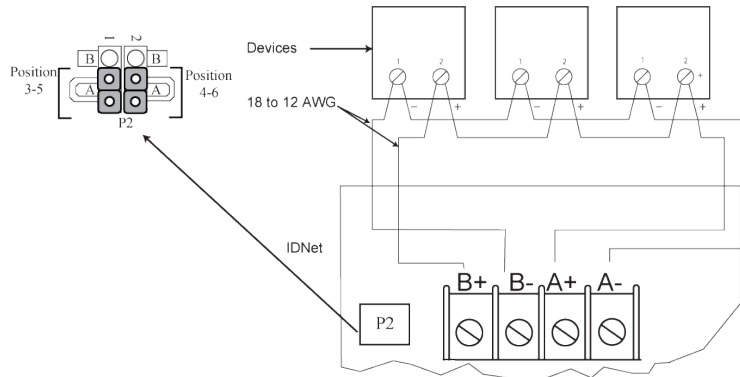 1 2
B B
Position
3-5
A A
Position
4-6
P2
Devices
1 2 1 2 1 2 +
- + - + - +
18 to 12 AWG
IDNet
B+ B- A+ A-
P2